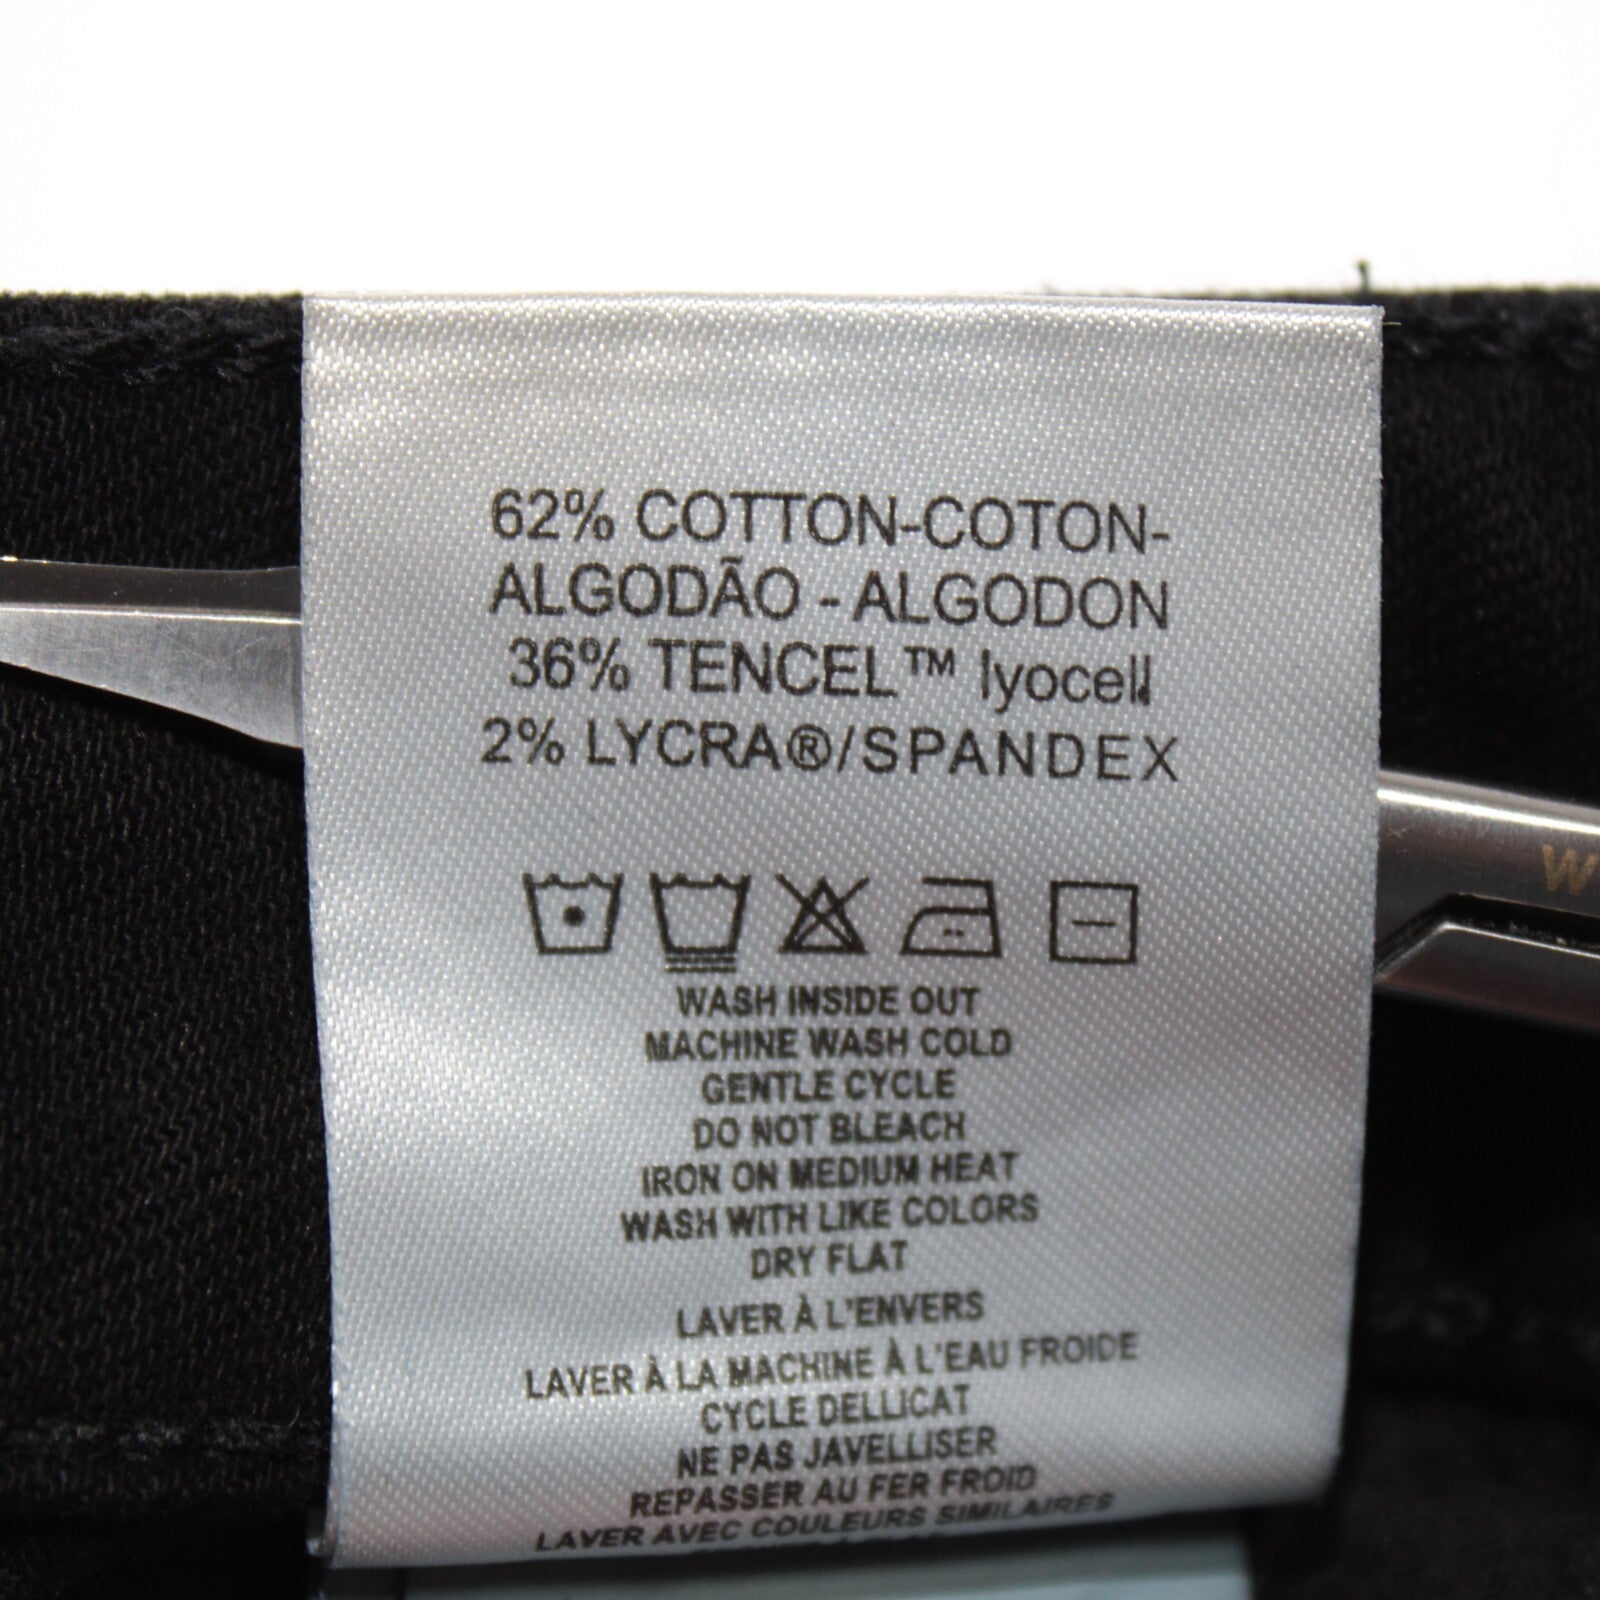 62% COTTON-COTON-
ALGODÃO - ALGODON
36% TENCEL™ lyocell
2% LYCRA®/SPANDEX
WASH INSIDE OUT
MACHINE WASH COLD
GENTLE CYCLE
DO NOT BLEACH
IRON ON MEDIUM HEAT
WASH WITH LIKE COLORS
DRY FLAT
LAVER À L'ENVERS
LAVER À LA MACHINE À L'EAU FROIDE
CYCLE DELLICAT
NE PAS JAVELLISER
REPASSER AU FER FROID
LAVER AVEC COULEURS SIMILAIRES